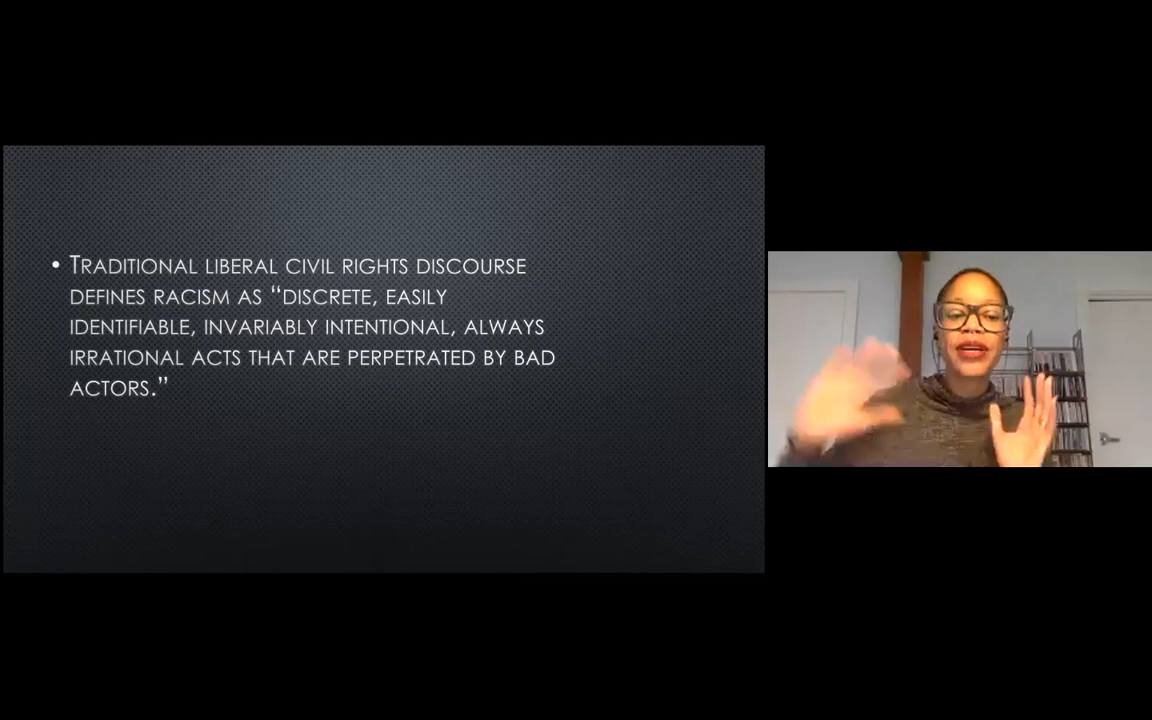 • TRADITIONAL LIBERAL CIVIL RIGHTS DISCOURSE
DEFINES RACISM AS “DISCRETE, EASILY
IDENTIFIABLE, INVARIABLY INTENTIONAL, ALWAYS
IRRATIONAL ACTS THAT ARE PERPETRATED BY BAD
ACTORS.”